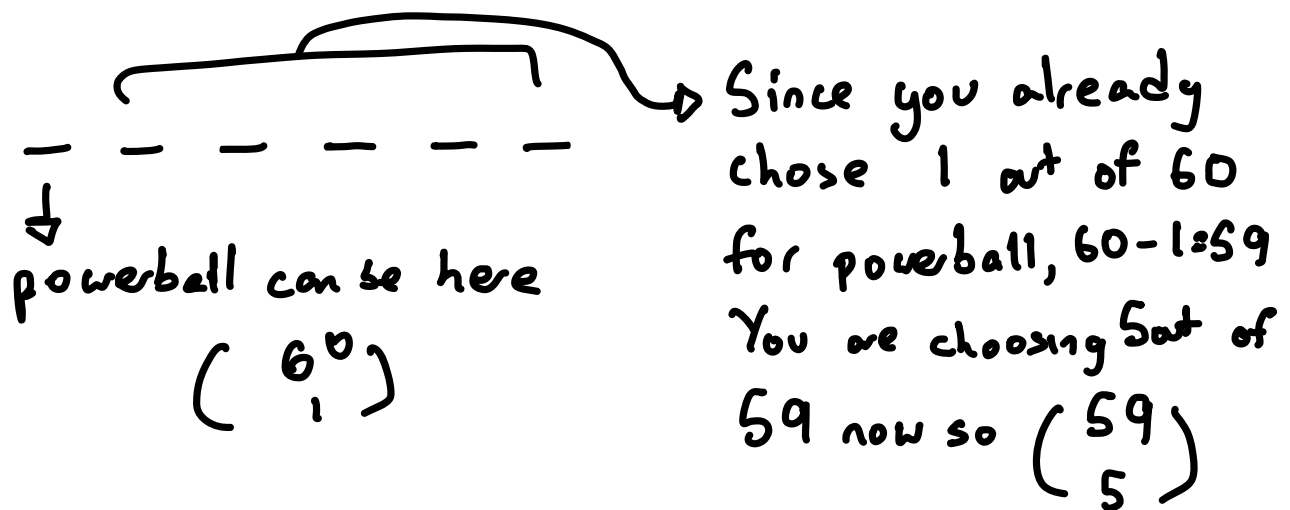 Since you already
chose 1 out of 60
for powerball, 60-1=59
You are choosing 5 out of
59 now so (59 5)
powerball can be here
(60 1)